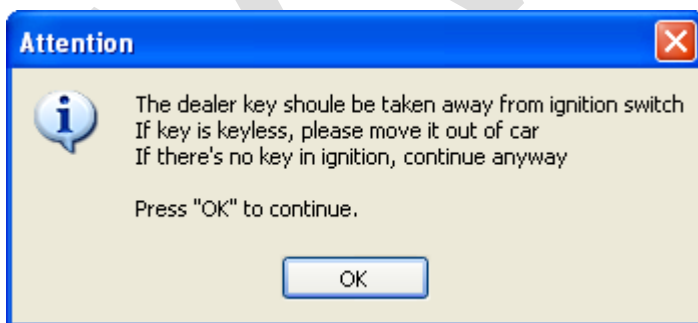 Attention
The dealer key shoule be taken away from ignition switch
If key is keyless, please move it out of car
If there's no key in ignition, continue anyway
Press "OK" to continue.
OK